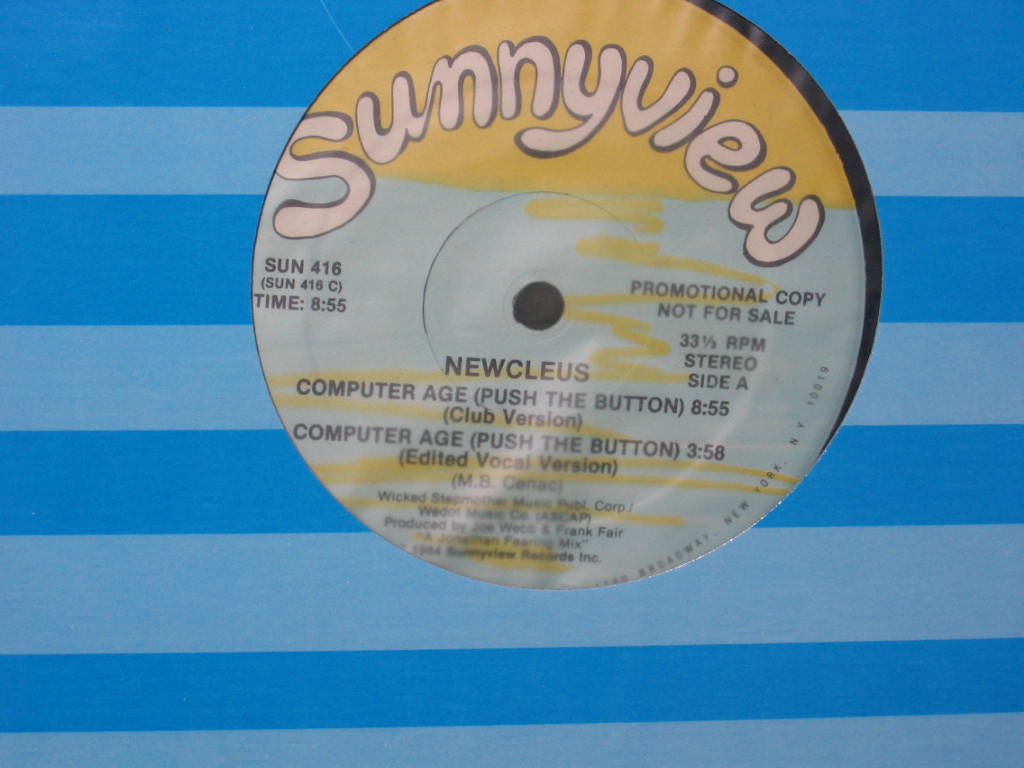 Sunnyview
SUN 416
(SUN 416 C)
TIME: 8:55
PROMOTIONAL COPY
NOT FOR SALE
33⅓ RPM
STEREO
SIDE A
NEWCLEUS
COMPUTER AGE (PUSH THE BUTTON) 8:55
(Club Version)
COMPUTER AGE (PUSH THE BUTTON) 3:58
(Edited Vocal Version)
(M.B. Cenac)
Wicked Stepmother Music Publ. Corp./
Wedot Music Co. (ASCAP)
Produced by Joe Webb & Frank Fair
"A Jonathan Fearing Mix"
1984 Sunnyview Records Inc.
BROADWAY, NEW YORK, N.Y. 10019